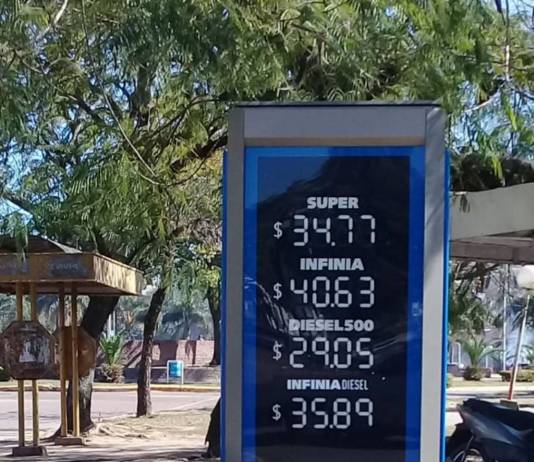 SUPER
$ 34.77
INFINIA
$ 40.63
DIESEL500
$ 29.05
INFINIA DIESEL
$ 35.89